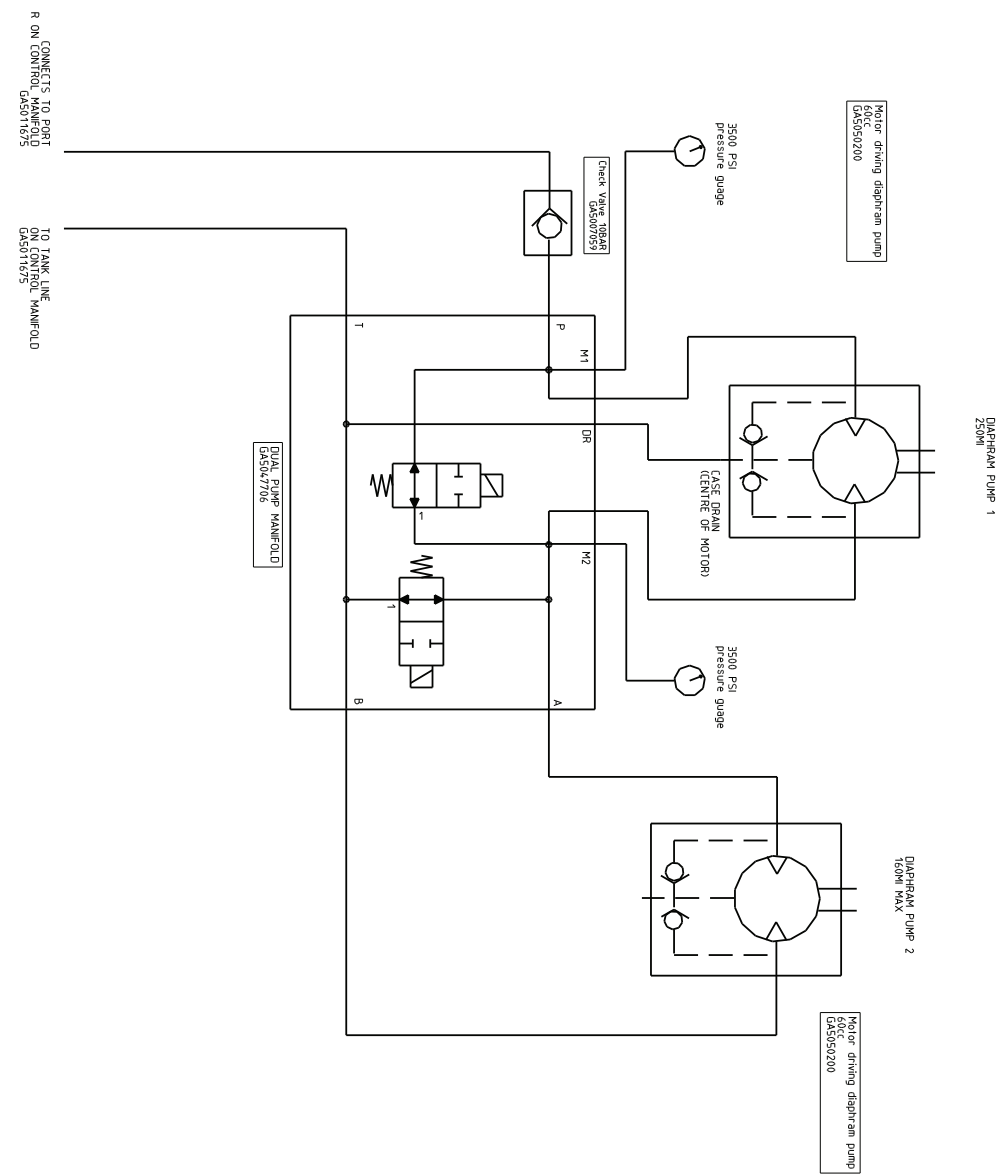 CONNECTS TO PORT
R ON CONTROL MANIFOLD
GA5011675
TO TANK LINE
ON CONTROL MANIFOLD
GA5011675
Check Valve 10BAR
GA5007059
3500 PSI
pressure guage
Motor driving diaphram pump
60cc
GA5050200
DIAPHRAM PUMP 1
250Ml
T
P
M1
DR
CASE DRAIN
(CENTRE OF MOTOR)
1
M2
1
DUAL PUMP MANIFOLD
GA5047706
B
A
3500 PSI
pressure guage
DIAPHRAM PUMP 2
160Ml MAX
Motor driving diaphram pump
60cc
GA5050200